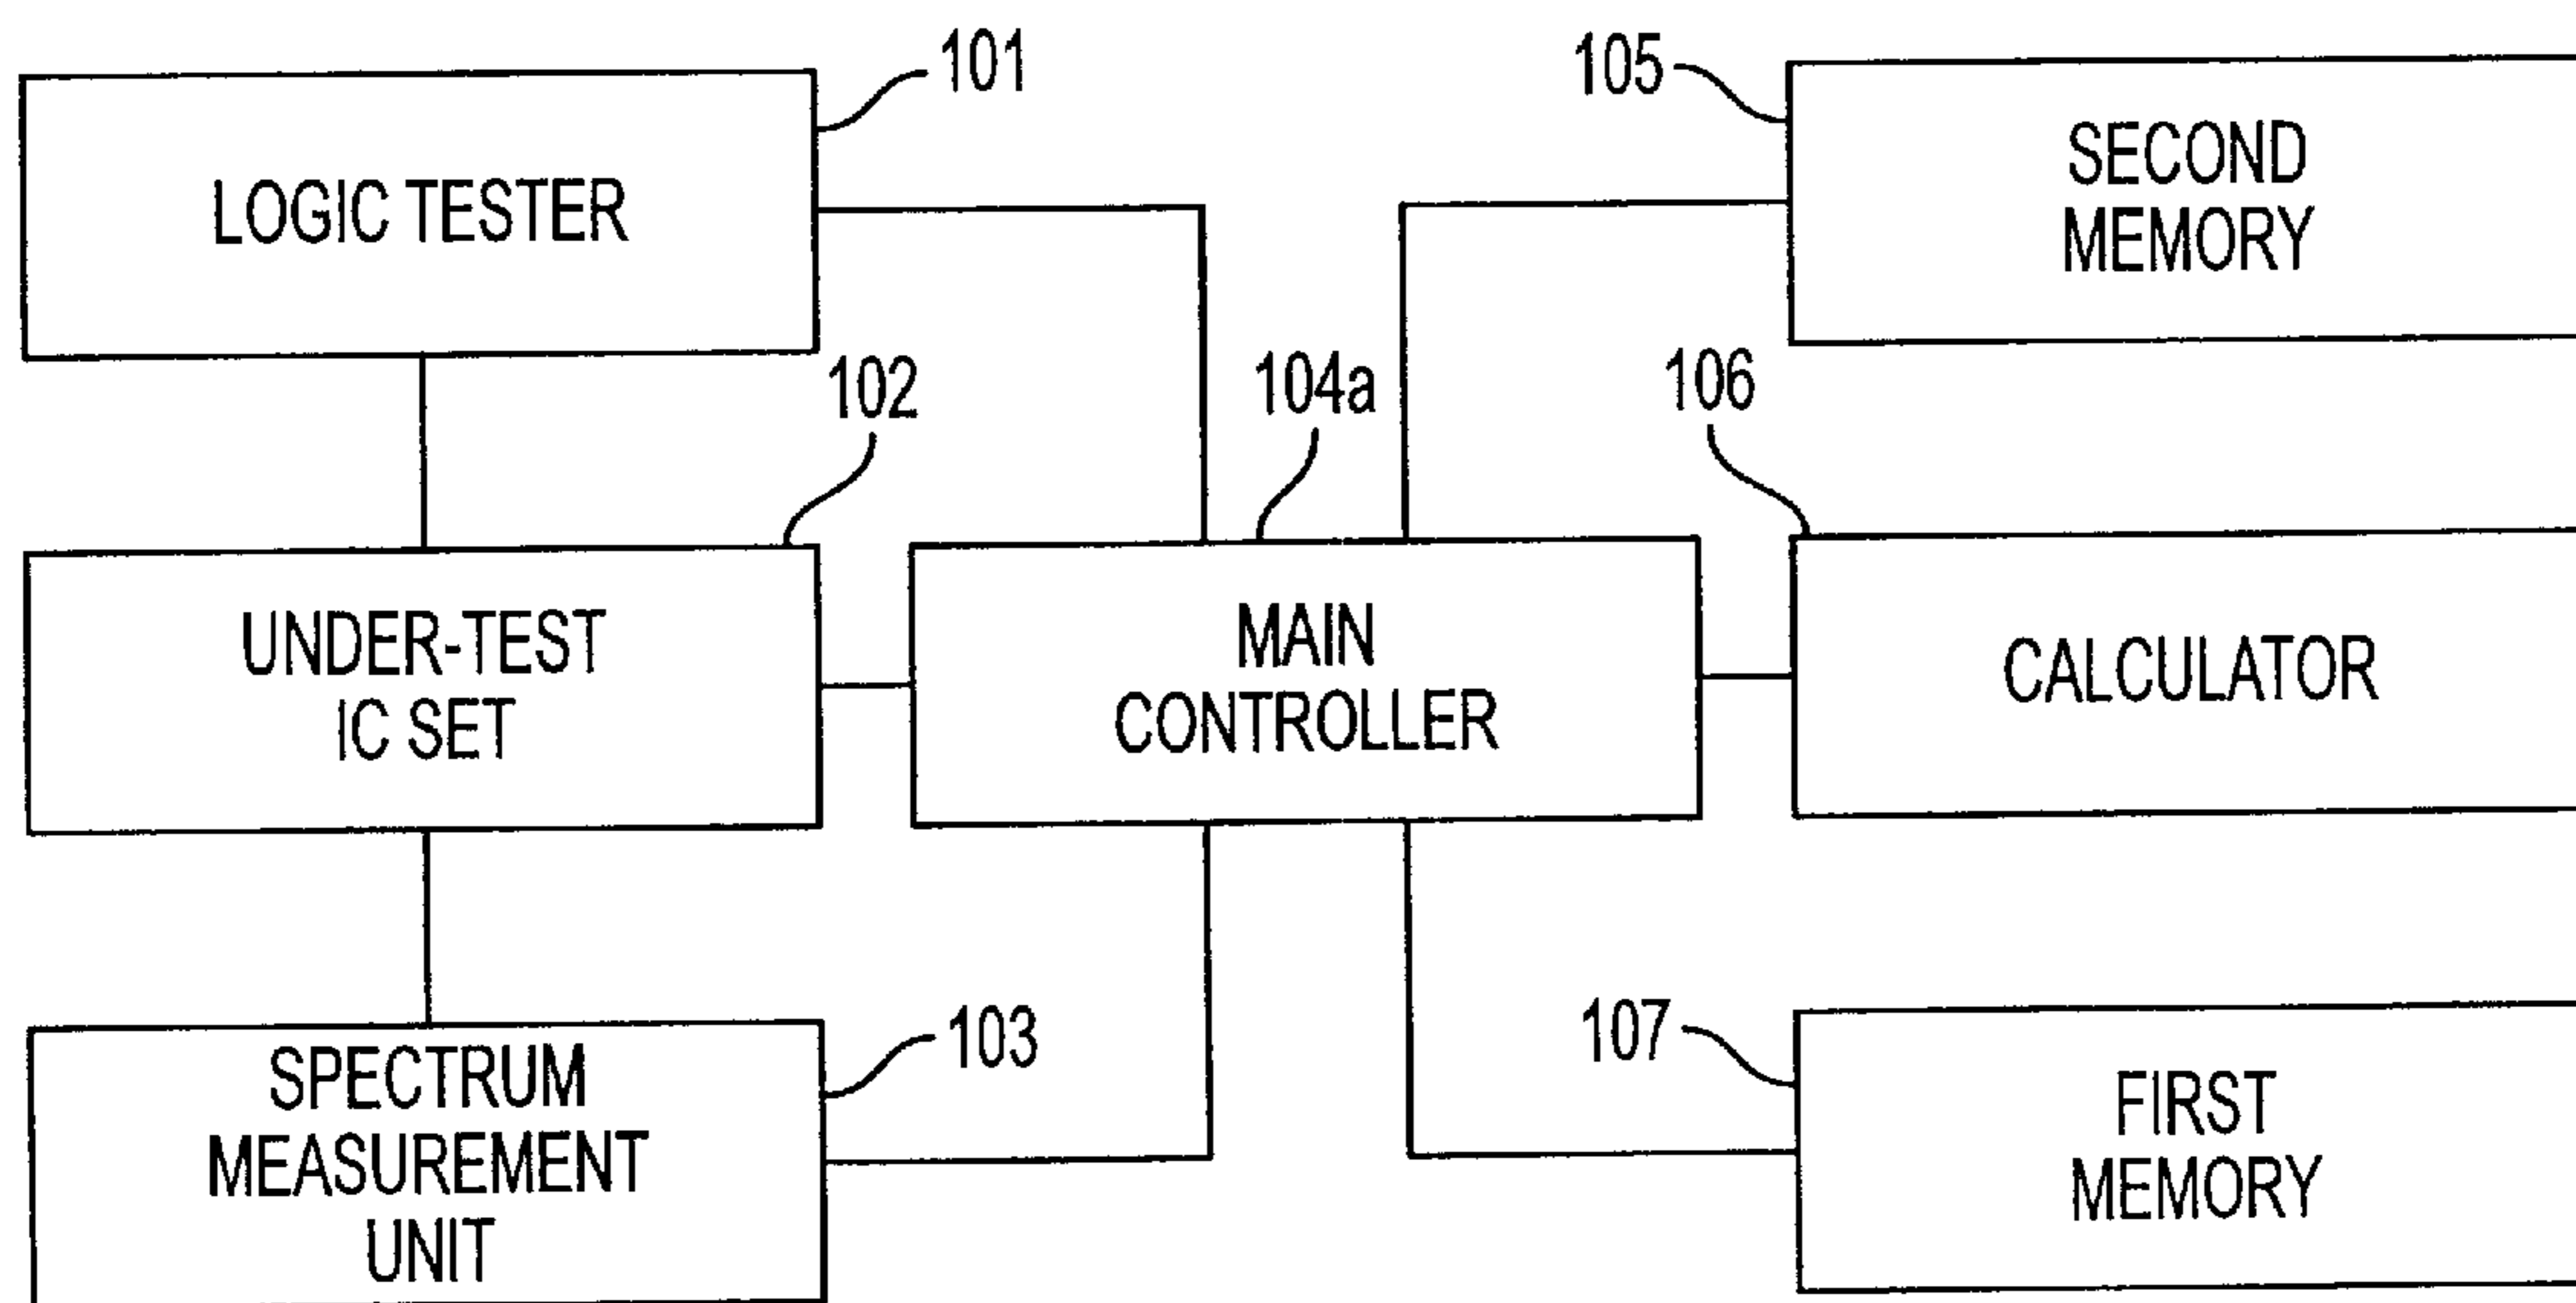 101
LOGIC TESTER
105
SECOND
MEMORY
102
UNDER-TEST
IC SET
104a
MAIN
CONTROLLER
106
CALCULATOR
103
SPECTRUM
MEASUREMENT
UNIT
107
FIRST
MEMORY